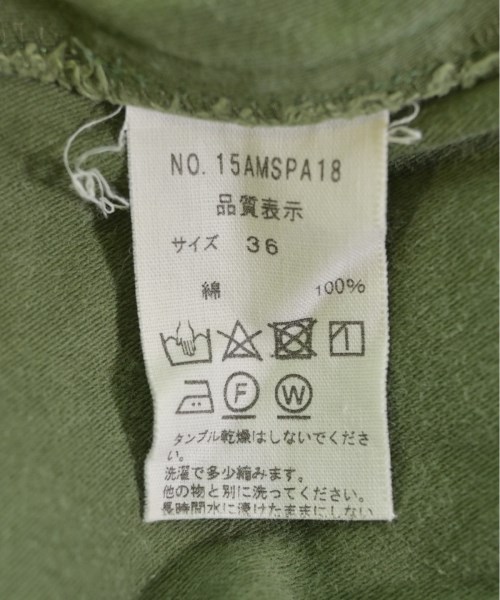 NO. 15AMSPA18
品質表示
サイズ 36
綿 100%
F W
タンブル乾燥はしないでくださ
い。
洗濯で多少縮みます。
他の物と別に洗ってください。
長時間水に漬けたままにしない